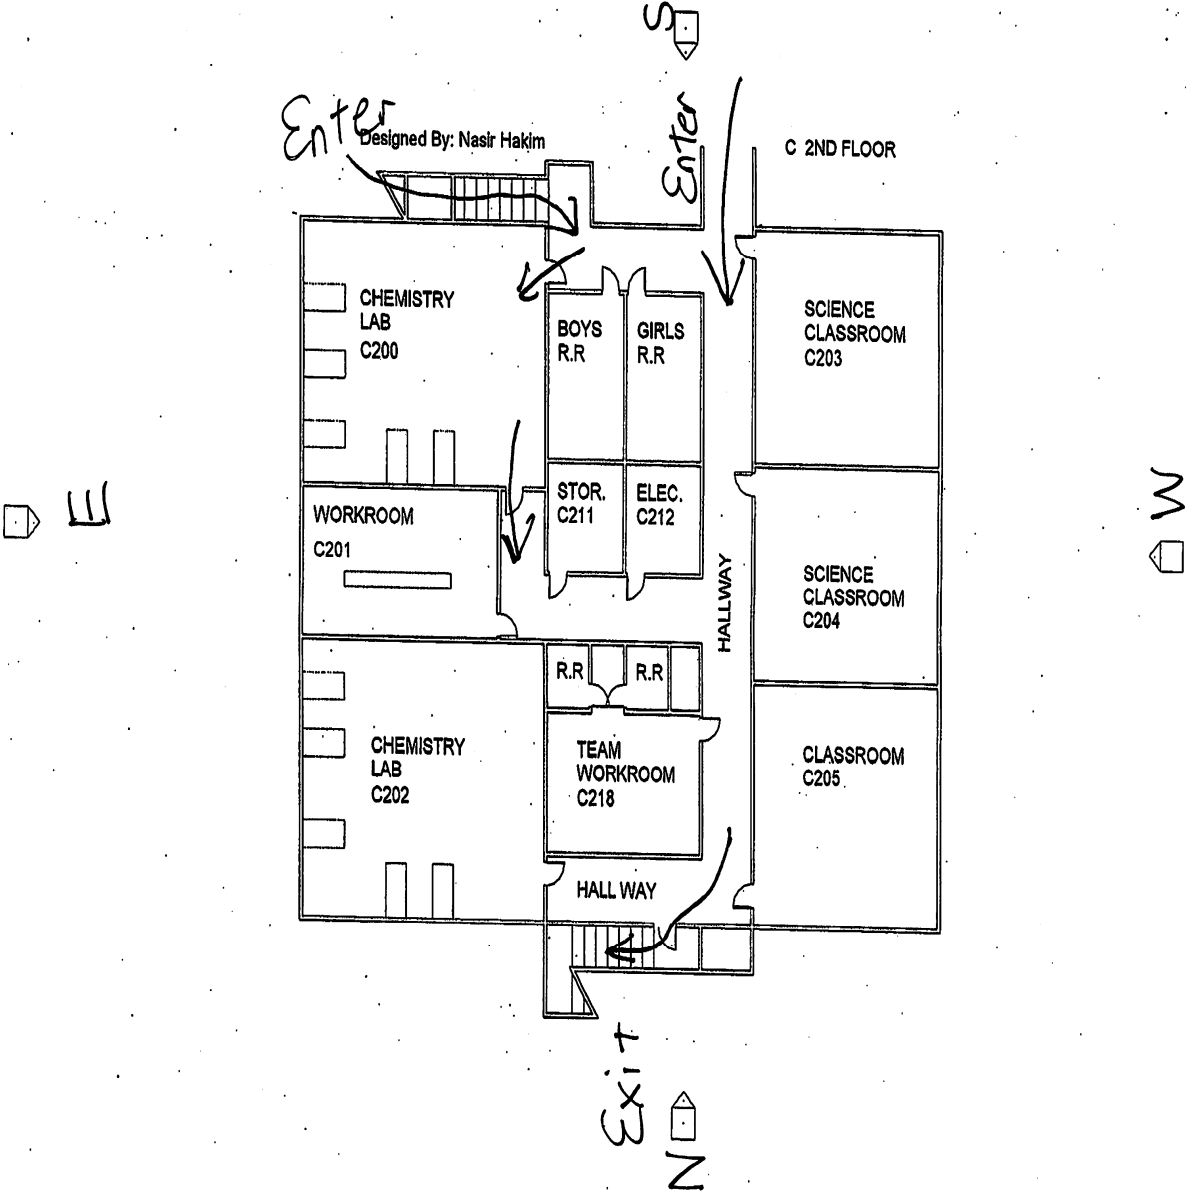 S
Enter
Enter
Designed By: Nasir Hakim
C 2ND FLOOR
CHEMISTRY
LAB
C200
BOYS
R.R
GIRLS
R.R
SCIENCE
CLASSROOM
C203
E
WORKROOM
C201
STOR.
C211
ELEC.
C212
W
HALLWAY
SCIENCE
CLASSROOM
C204
R.R
R.R
CHEMISTRY
LAB
C202
TEAM
WORKROOM
C218
CLASSROOM
C205
HALL WAY
Exit
N